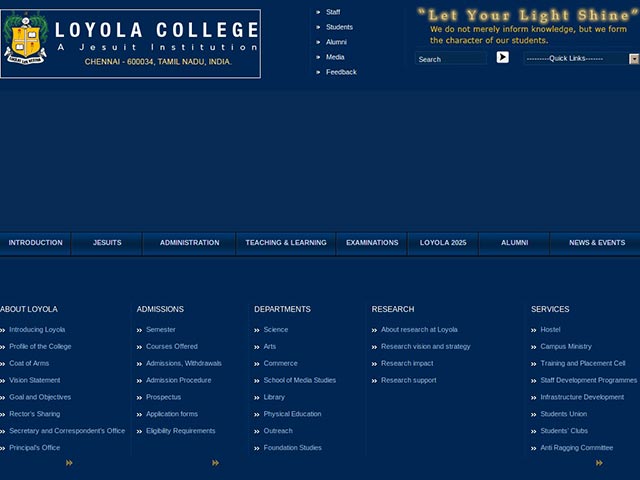 LOYOLA COLLEGE
A Jesuit Institution
CHENNAI - 600034, TAMIL NADU, INDIA.
Staff
Students
Alumni
Media
Feedback
"Let Your Light Shine"
We do not merely inform knowledge, but we form
the character of our students.
Search
---------Quick Links-------
INTRODUCTION
JESUITS
ADMINISTRATION
TEACHING & LEARNING
EXAMINATIONS
LOYOLA 2025
ALUMNI
NEWS & EVENTS
ABOUT LOYOLA
Introducing Loyola
Profile of the College
Coat of Arms
Vision Statement
Goal and Objectives
Rector's Sharing
Secretary and Correspondent's Office
Principal's Office
ADMISSIONS
Semester
Courses Offered
Admissions, Withdrawals
Admission Procedure
Prospectus
Application forms
Eligibility Requirements
DEPARTMENTS
Science
Arts
Commerce
School of Media Studies
Library
Physical Education
Outreach
Foundation Studies
RESEARCH
About research at Loyola
Research vision and strategy
Research impact
Research support
SERVICES
Hostel
Campus Ministry
Training and Placement Cell
Staff Development Programmes
Infrastructure Development
Students Union
Students' Clubs
Anti Ragging Committee